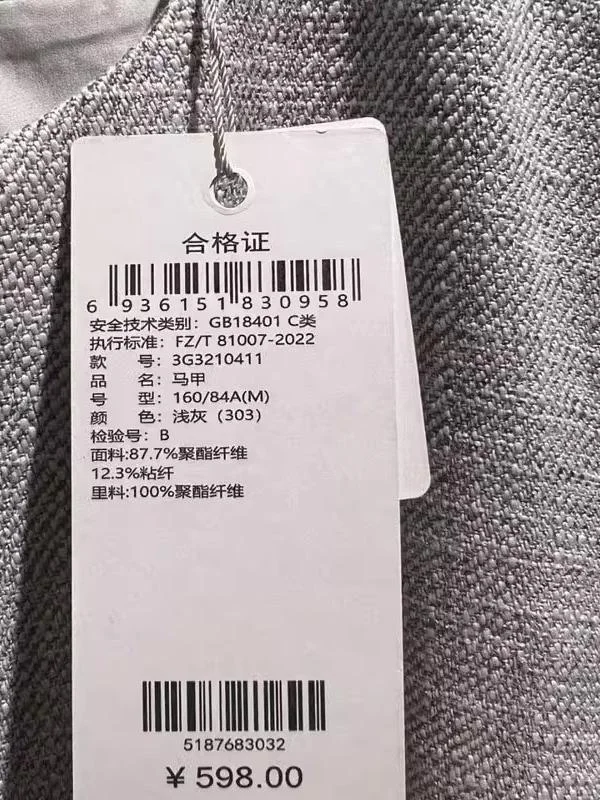 合格证
6 936151 830958
安全技术类别：GB18401 C类
执行标准：FZ/T 81007-2022
款 号：3G3210411
品 名：马甲
号 型：160/84A(M)
颜 色：浅灰（303）
检验号：B
面料:87.7%聚酯纤维
12.3%粘纤
里料:100%聚酯纤维
5187683032
￥598.00